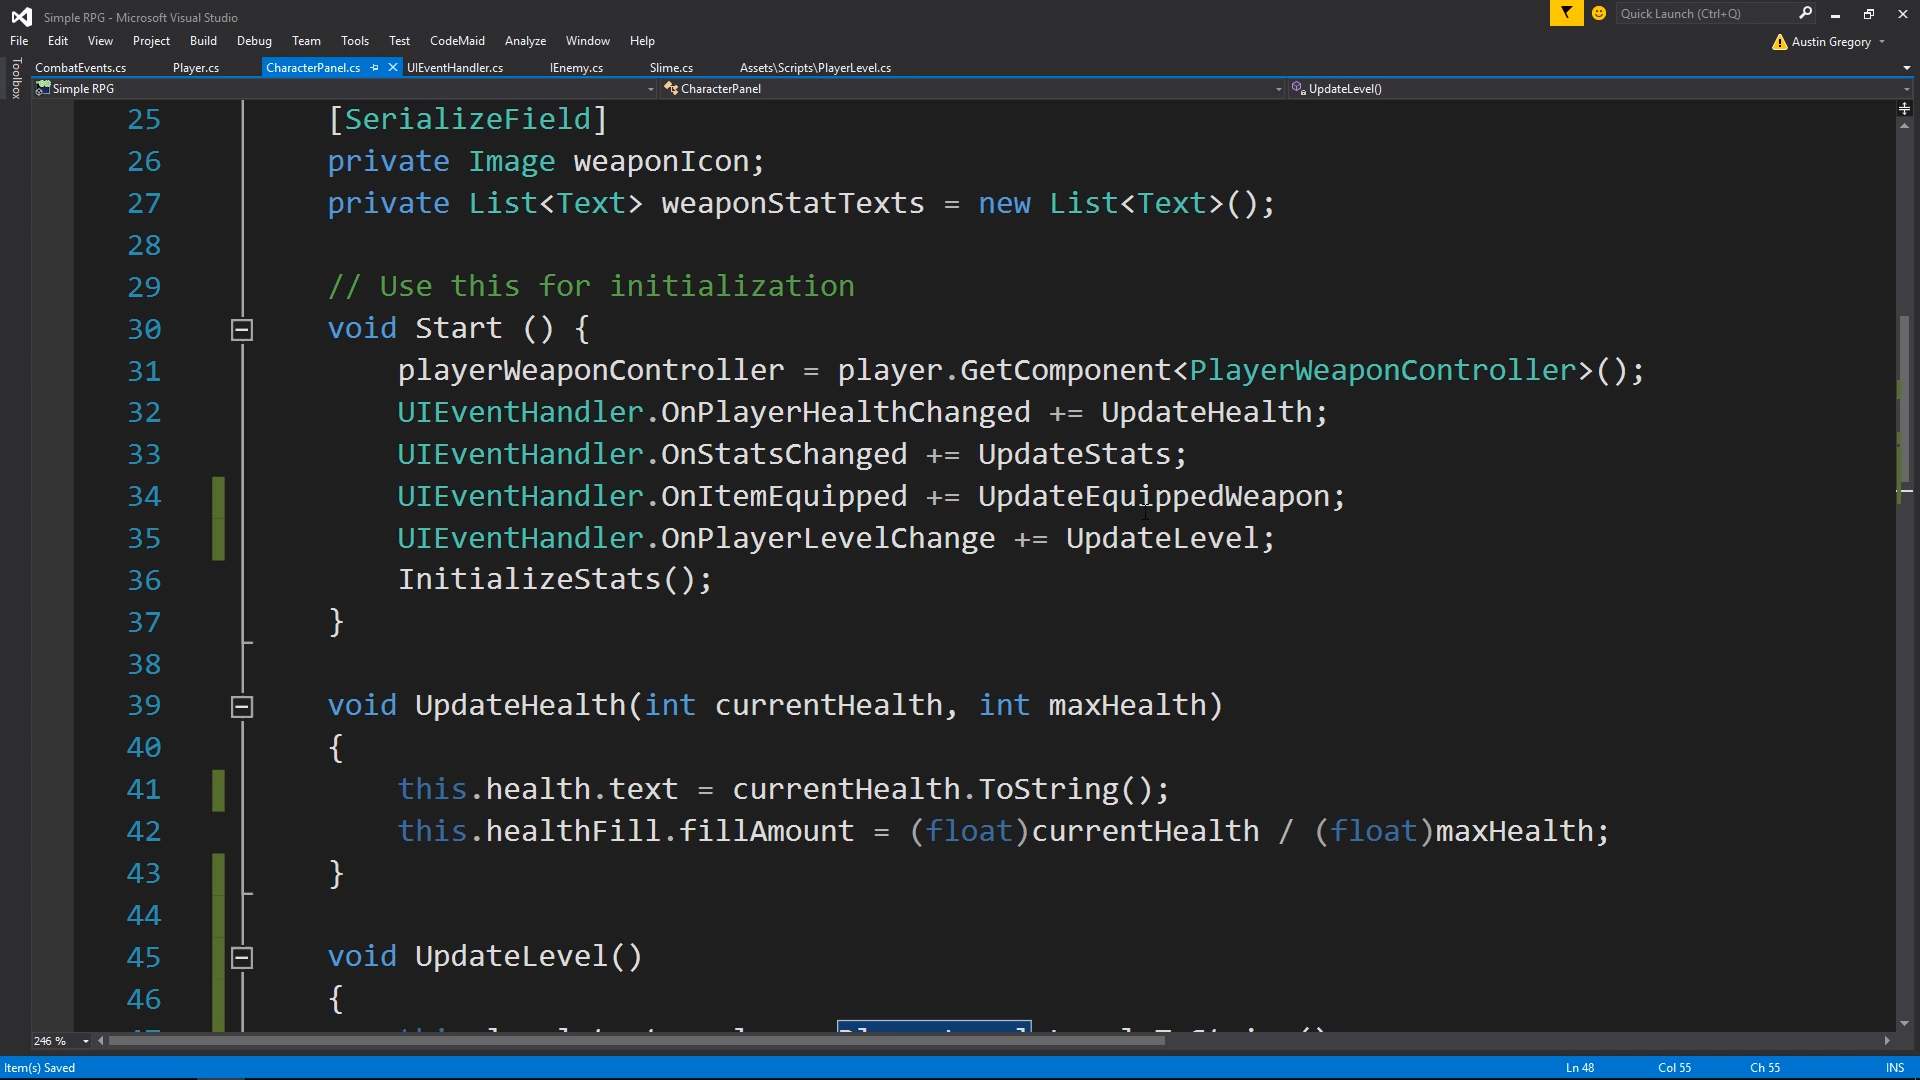 Simple RPG - Microsoft Visual Studio
Quick Launch (Ctrl+Q)
File Edit View Project Build Debug Team Tools Test CodeMaid Analyze Window Help
Austin Gregory
Toolbox
CombatEvents.cs Player.cs CharacterPanel.cs UIEventHandler.cs IEnemy.cs Slime.cs Assets\Scripts\PlayerLevel.cs
Simple RPG CharacterPanel UpdateLevel()
25 [SerializeField]
26 private Image weaponIcon;
27 private List<Text> weaponStatTexts = new List<Text>();
28
29 // Use this for initialization
30 void Start () {
31 playerWeaponController = player.GetComponent<PlayerWeaponController>();
32 UIEventHandler.OnPlayerHealthChanged += UpdateHealth;
33 UIEventHandler.OnStatsChanged += UpdateStats;
34 UIEventHandler.OnItemEquipped += UpdateEquippedWeapon;
35 UIEventHandler.OnPlayerLevelChange += UpdateLevel;
36 InitializeStats();
37 }
38
39 void UpdateHealth(int currentHealth, int maxHealth)
40 {
41 this.health.text = currentHealth.ToString();
42 this.healthFill.fillAmount = (float)currentHealth / (float)maxHealth;
43 }
44
45 void UpdateLevel()
46 {
246 %
Item(s) Saved Ln 48 Col 55 Ch 55 INS